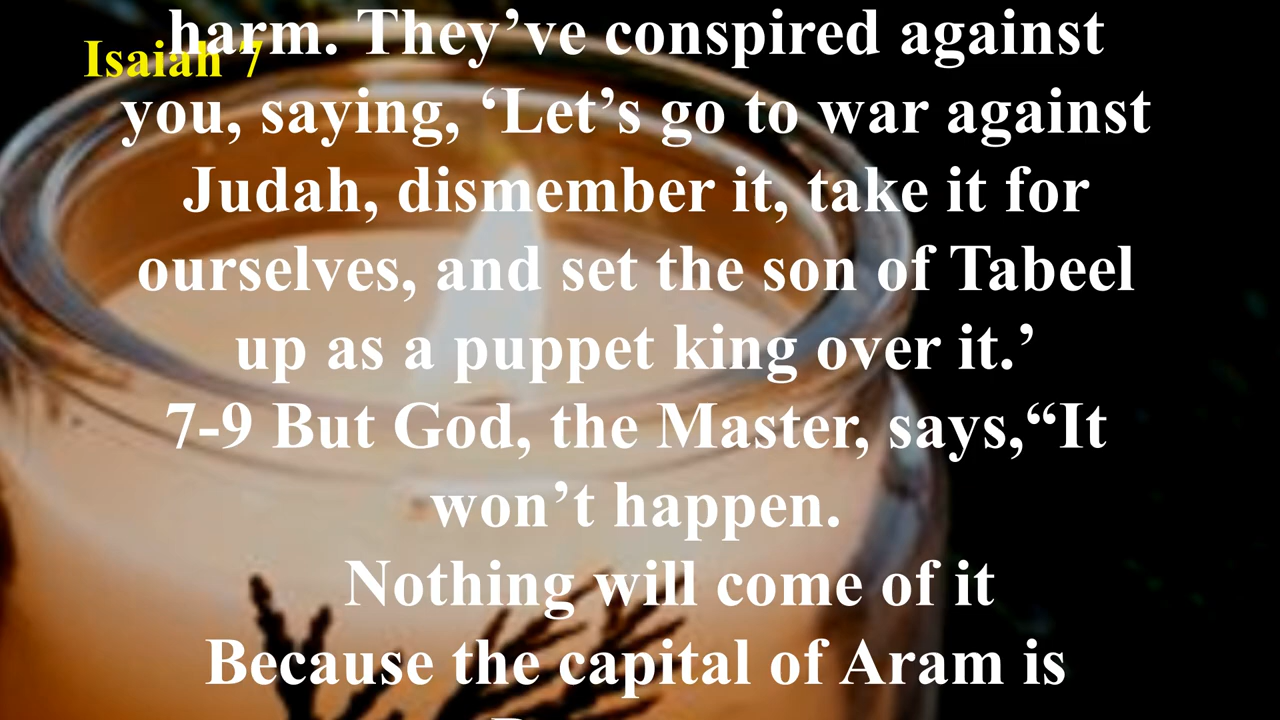 Isaiah 7
harm. They’ve conspired against
you, saying, ‘Let’s go to war against
Judah, dismember it, take it for
ourselves, and set the son of Tabeel
up as a puppet king over it.’
7-9 But God, the Master, says,“It
won’t happen.
Nothing will come of it
Because the capital of Aram is